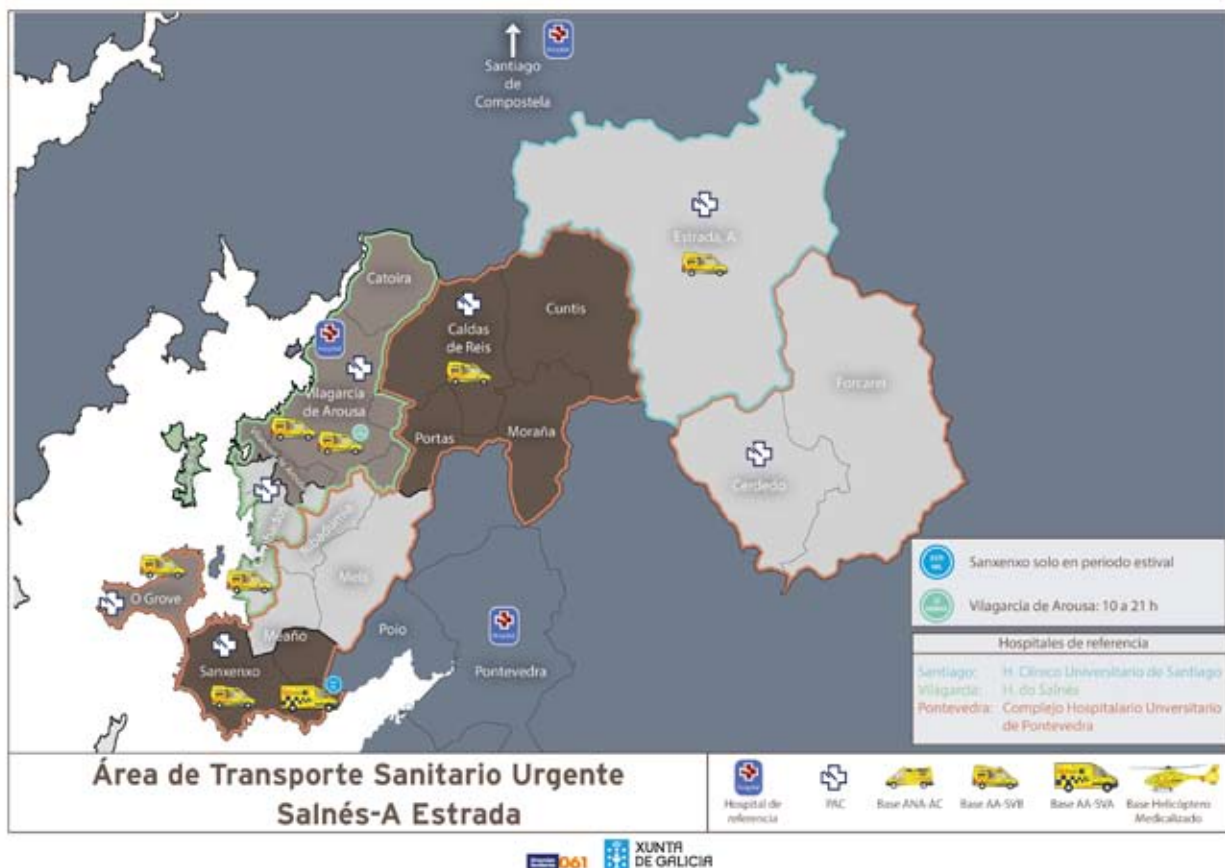 Santiago
de
Compostela
Estrada, A
Catoira
Cuntis
Caldas
de Reis
Forcarei
Vilagarcía
de Arousa
Portas
Moraña
Cerdedo
Meis
O Grove
Meaño
Poio
Sanxenxo
Pontevedra
Sanxenxo solo en periodo estival
Vilagarcía de Arousa: 10 a 21 h
Hospitales de referencia
Santiago: H. Clínico Universitario de Santiago
Vilagarcía: H. do Salnés
Pontevedra: Complejo Hospitalario Unversitario
de Pontevedra
Área de Transporte Sanitario Urgente
Salnés-A Estrada
Hospital de
referencia
PAC
Base ANA-AC
Base AA-SVB
Base AA-SVA
Base Helicóptero
Medicalizado
061
XUNTA
DE GALICIA